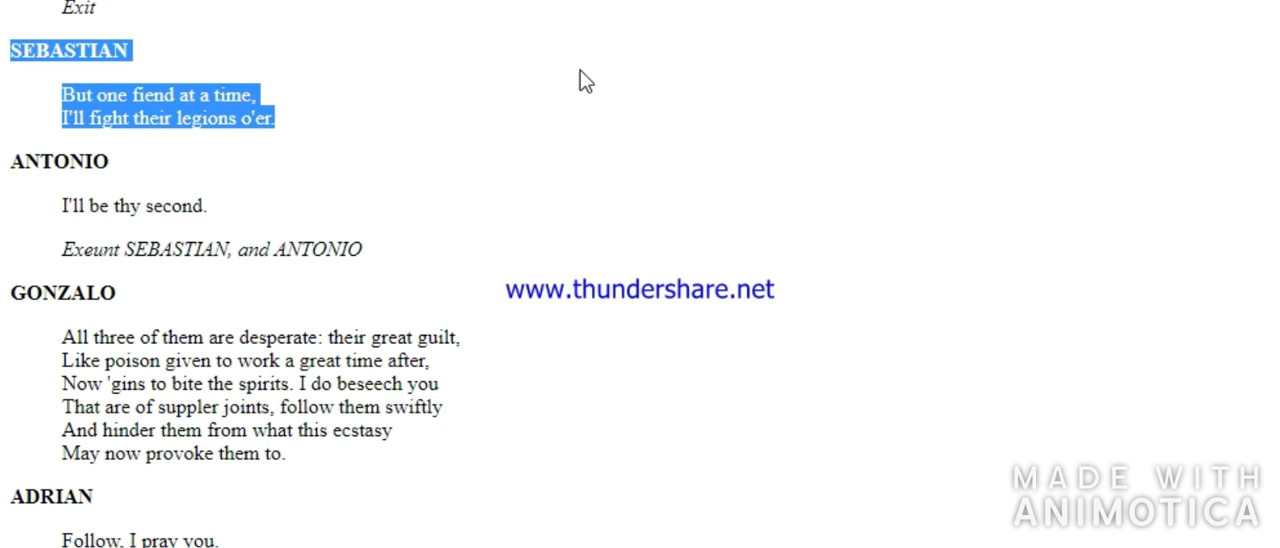 Exit
SEBASTIAN
But one fiend at a time,
I'll fight their legions o'er.
ANTONIO
I'll be thy second.
Exeunt SEBASTIAN, and ANTONIO
GONZALO
www.thundershare.net
All three of them are desperate: their great guilt,
Like poison given to work a great time after,
Now 'gins to bite the spirits. I do beseech you
That are of suppler joints, follow them swiftly
And hinder them from what this ecstasy
May now provoke them to.
MADE WITH
ANIMOTICA
ADRIAN
Follow, I pray you.